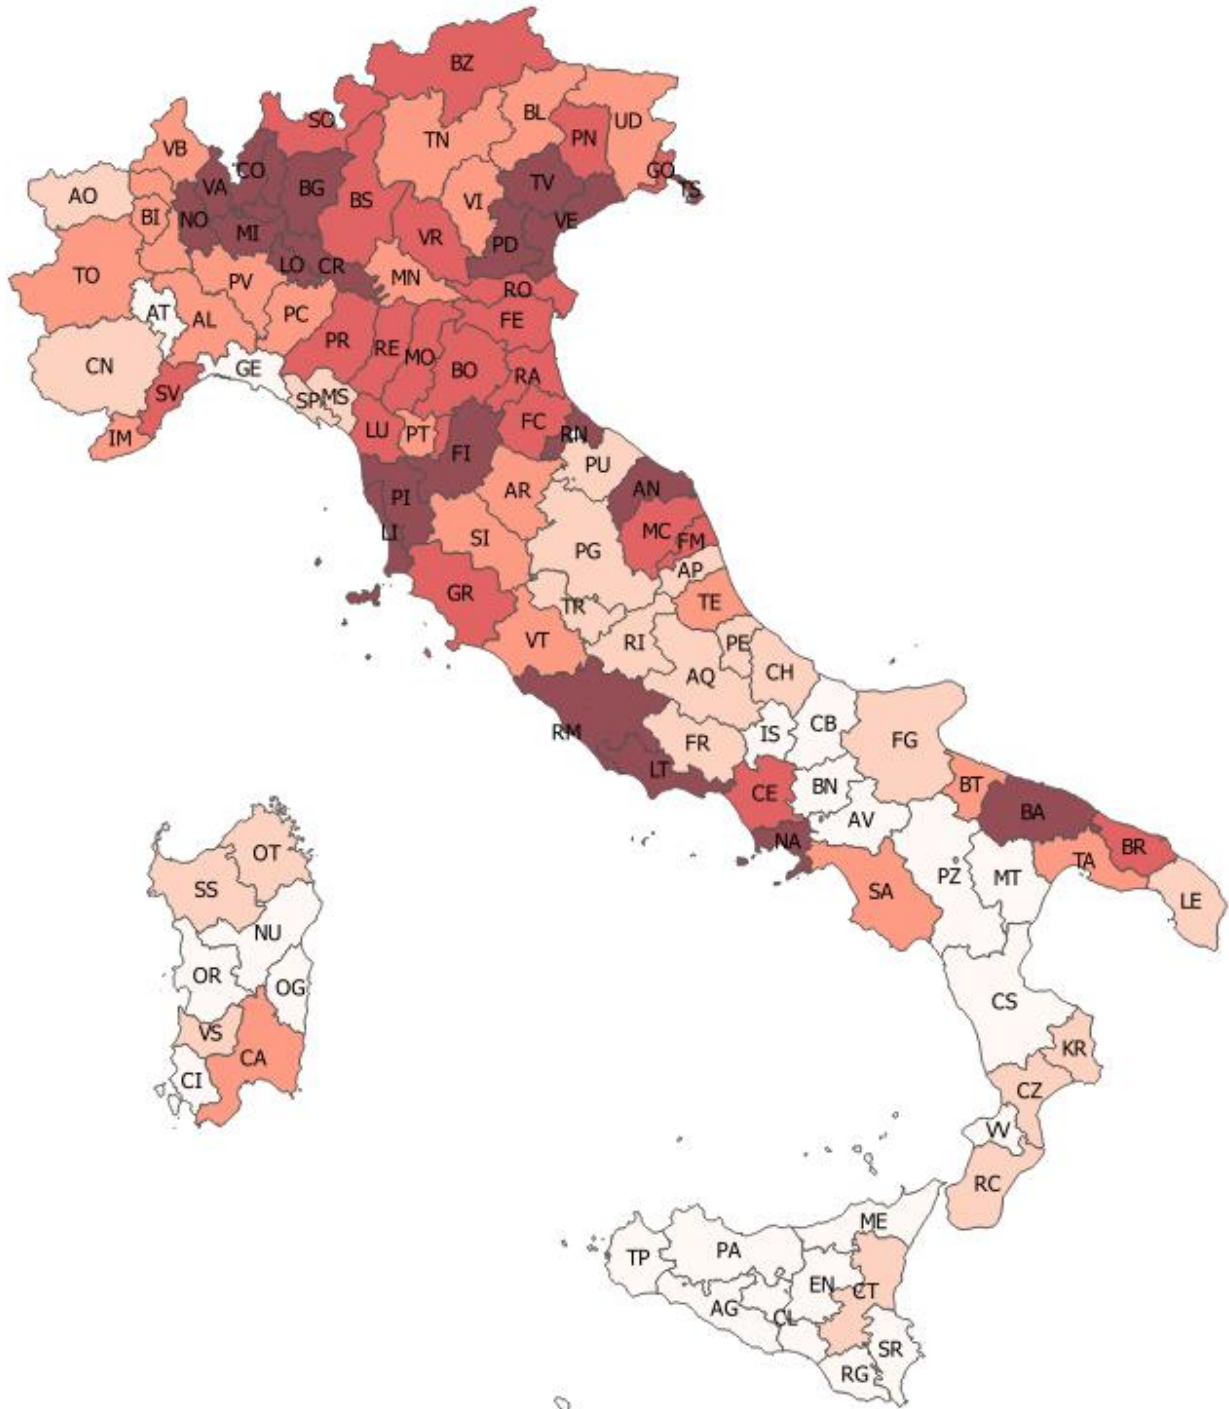 BZ
SO
BL
PN
UD
VB
TN
CO
VA
BG
GO
TS
AO
BS
VI
TV
BI
NO
MI
VR
PD
VE
LO
CR
TO
PV
MN
RO
AT
AL
PC
FE
CN
GE
PR
RE
MO
BO
RA
SV
SP
MS
LU
PT
FC
RN
IM
FI
PU
AR
AN
PI
LI
SI
PG
MC
FM
AP
GR
TR
TE
VT
RI
PE
AQ
CH
RM
FR
IS
CB
FG
LT
CE
BN
BT
BA
NA
AV
BR
TA
OT
SS
SA
PZ
MT
LE
NU
OR
OG
CS
VS
CA
CI
KR
CZ
VV
RC
ME
TP
PA
EN
CT
AG
CL
SR
RG